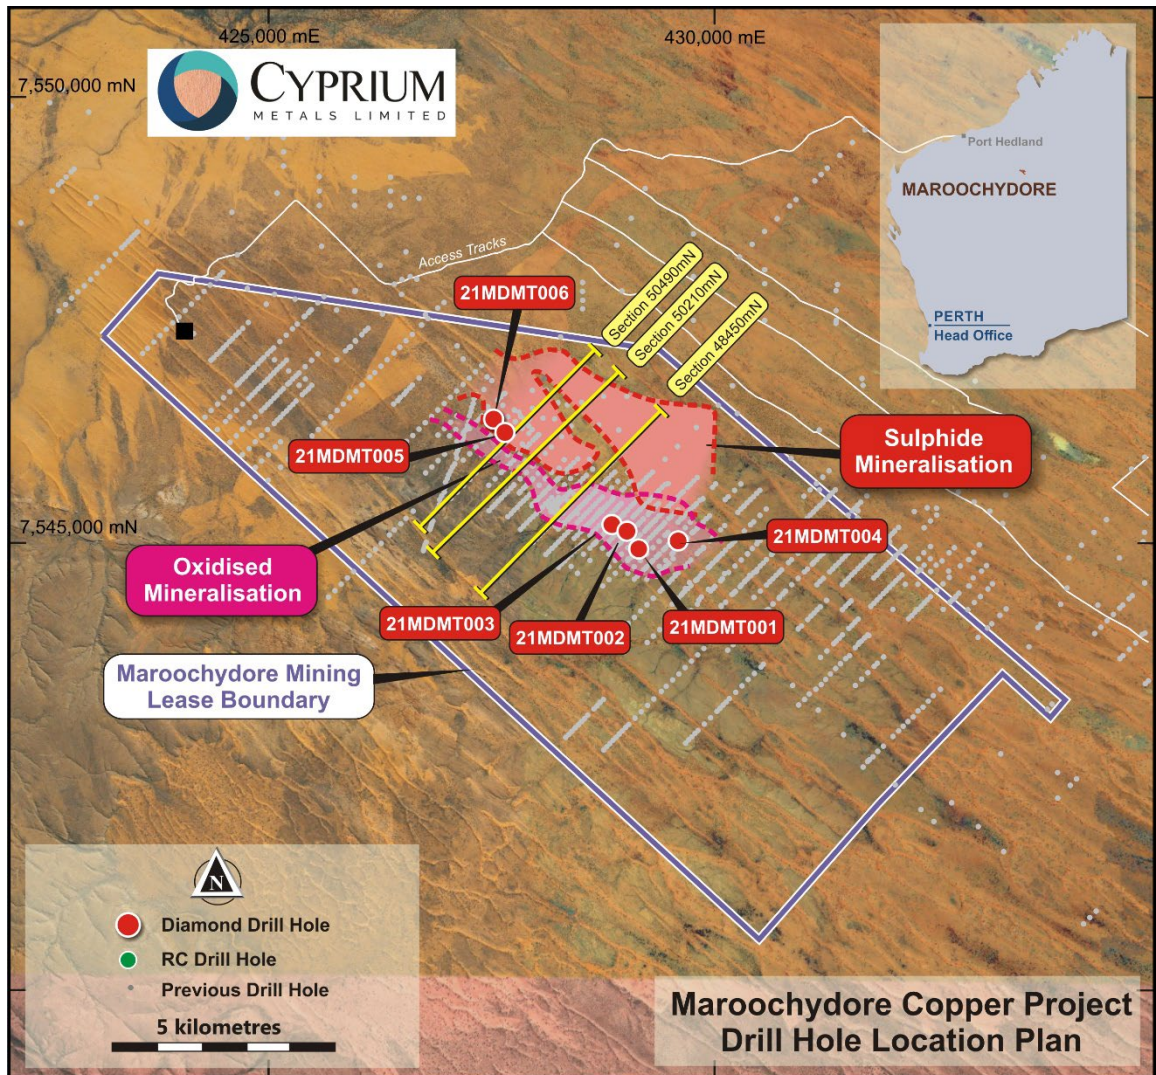 425,000 mE
430,000 mE
7,550,000 mN
CYPRIUM
METALS LIMITED
Port Hedland
MAROOCHYDORE
PERTH
Head Office
Access Tracks
Section 50490mN
Section 50210mN
Section 48450mN
21MDMT006
21MDMT005
Sulphide
Mineralisation
7,545,000 mN
21MDMT004
Oxidised
Mineralisation
21MDMT003
21MDMT002
21MDMT001
Maroochydore Mining
Lease Boundary
N
Diamond Drill Hole
RC Drill Hole
Previous Drill Hole
5 kilometres
Maroochydore Copper Project
Drill Hole Location Plan